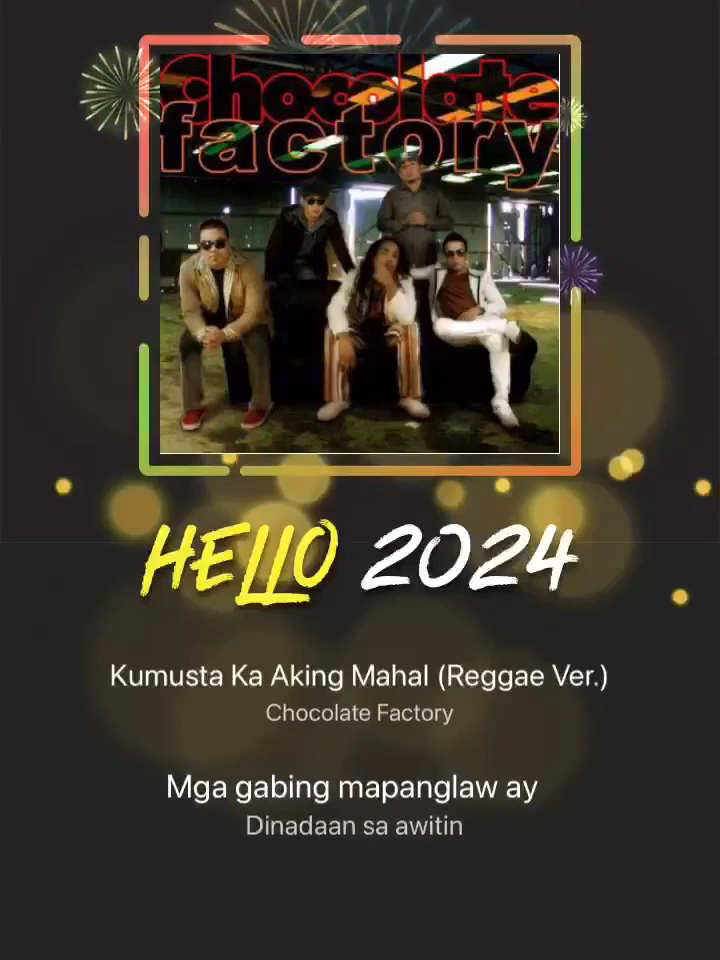 chocolate
factory
HELLO 2024
Kumusta Ka Aking Mahal (Reggae Ver.)
Chocolate Factory
Mga gabing mapanglaw ay
Dinadaan sa awitin